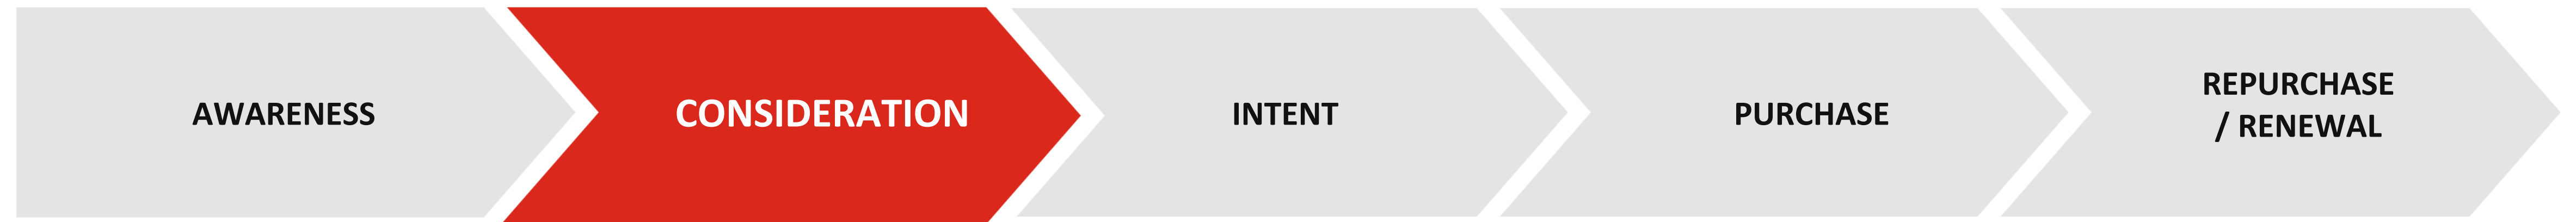 AWARENESS
CONSIDERATION
INTENT
PURCHASE
REPURCHASE
/ RENEWAL